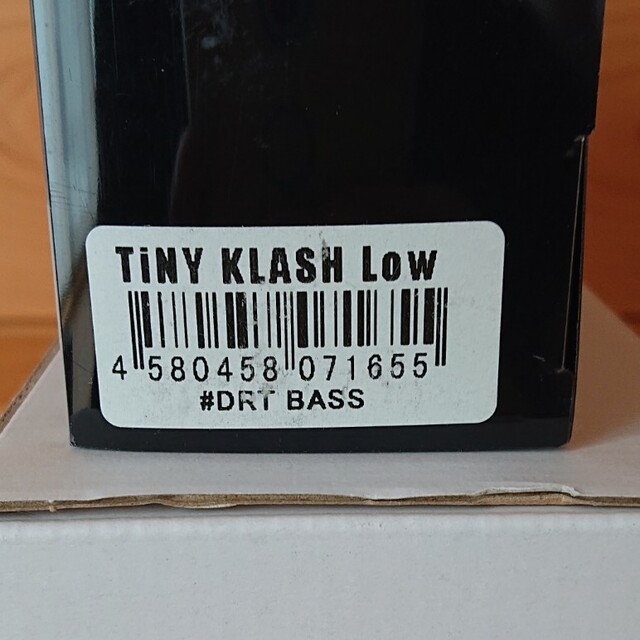 TiNY KLASH Low
4 580458 071655
#DRT BASS